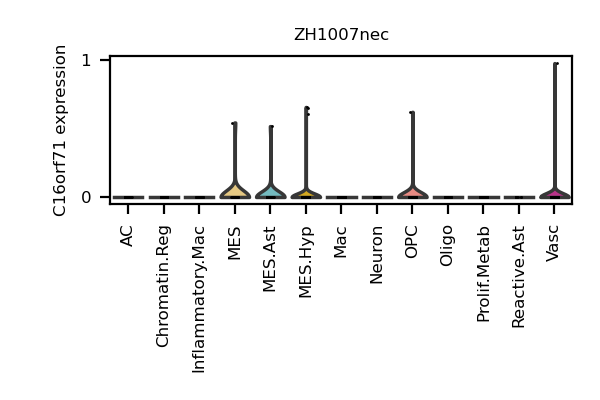 ZH1007nec
C16orf71 expression
1
0
AC
Chromatin.Reg
Inflammatory.Mac
MES
MES.Ast
MES.Hyp
Mac
Neuron
OPC
Oligo
Prolif.Metab
Reactive.Ast
Vasc